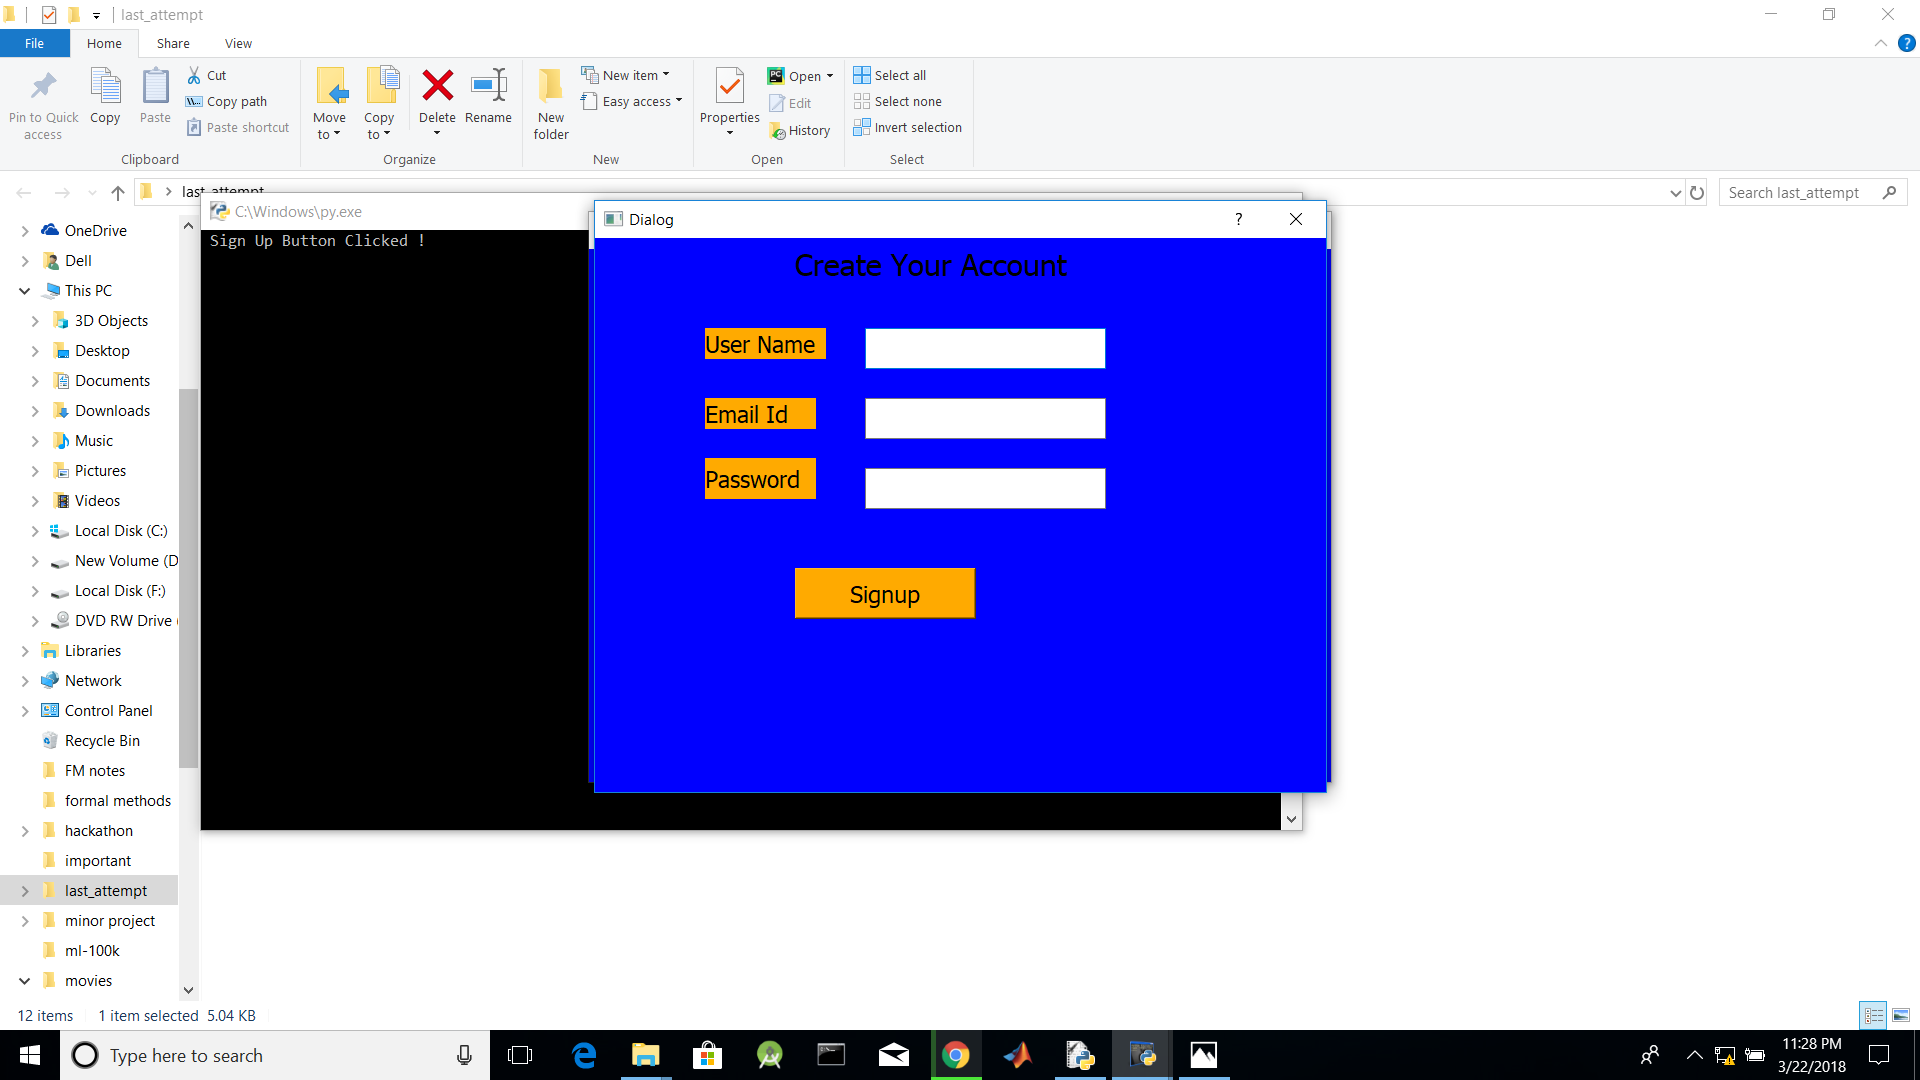 last_attempt
File Home Share View
Pin to Quick access
Copy
Paste
Cut
Copy path
Paste shortcut
Clipboard
Move to
Copy to
Delete
Rename
Organize
New folder
New item
Easy access
New
Properties
Open
Edit
History
Open
Select all
Select none
Invert selection
Select
last_attempt
Search last_attempt
OneDrive
Dell
This PC
3D Objects
Desktop
Documents
Downloads
Music
Pictures
Videos
Local Disk (C:)
New Volume (D
Local Disk (F:)
DVD RW Drive (
Libraries
Network
Control Panel
Recycle Bin
FM notes
formal methods
hackathon
important
last_attempt
minor project
ml-100k
movies
C:\Windows\py.exe
Sign Up Button Clicked !
Dialog
?
Create Your Account
User Name
Email Id
Password
Signup
12 items 1 item selected 5.04 KB
Type here to search
11:28 PM
3/22/2018